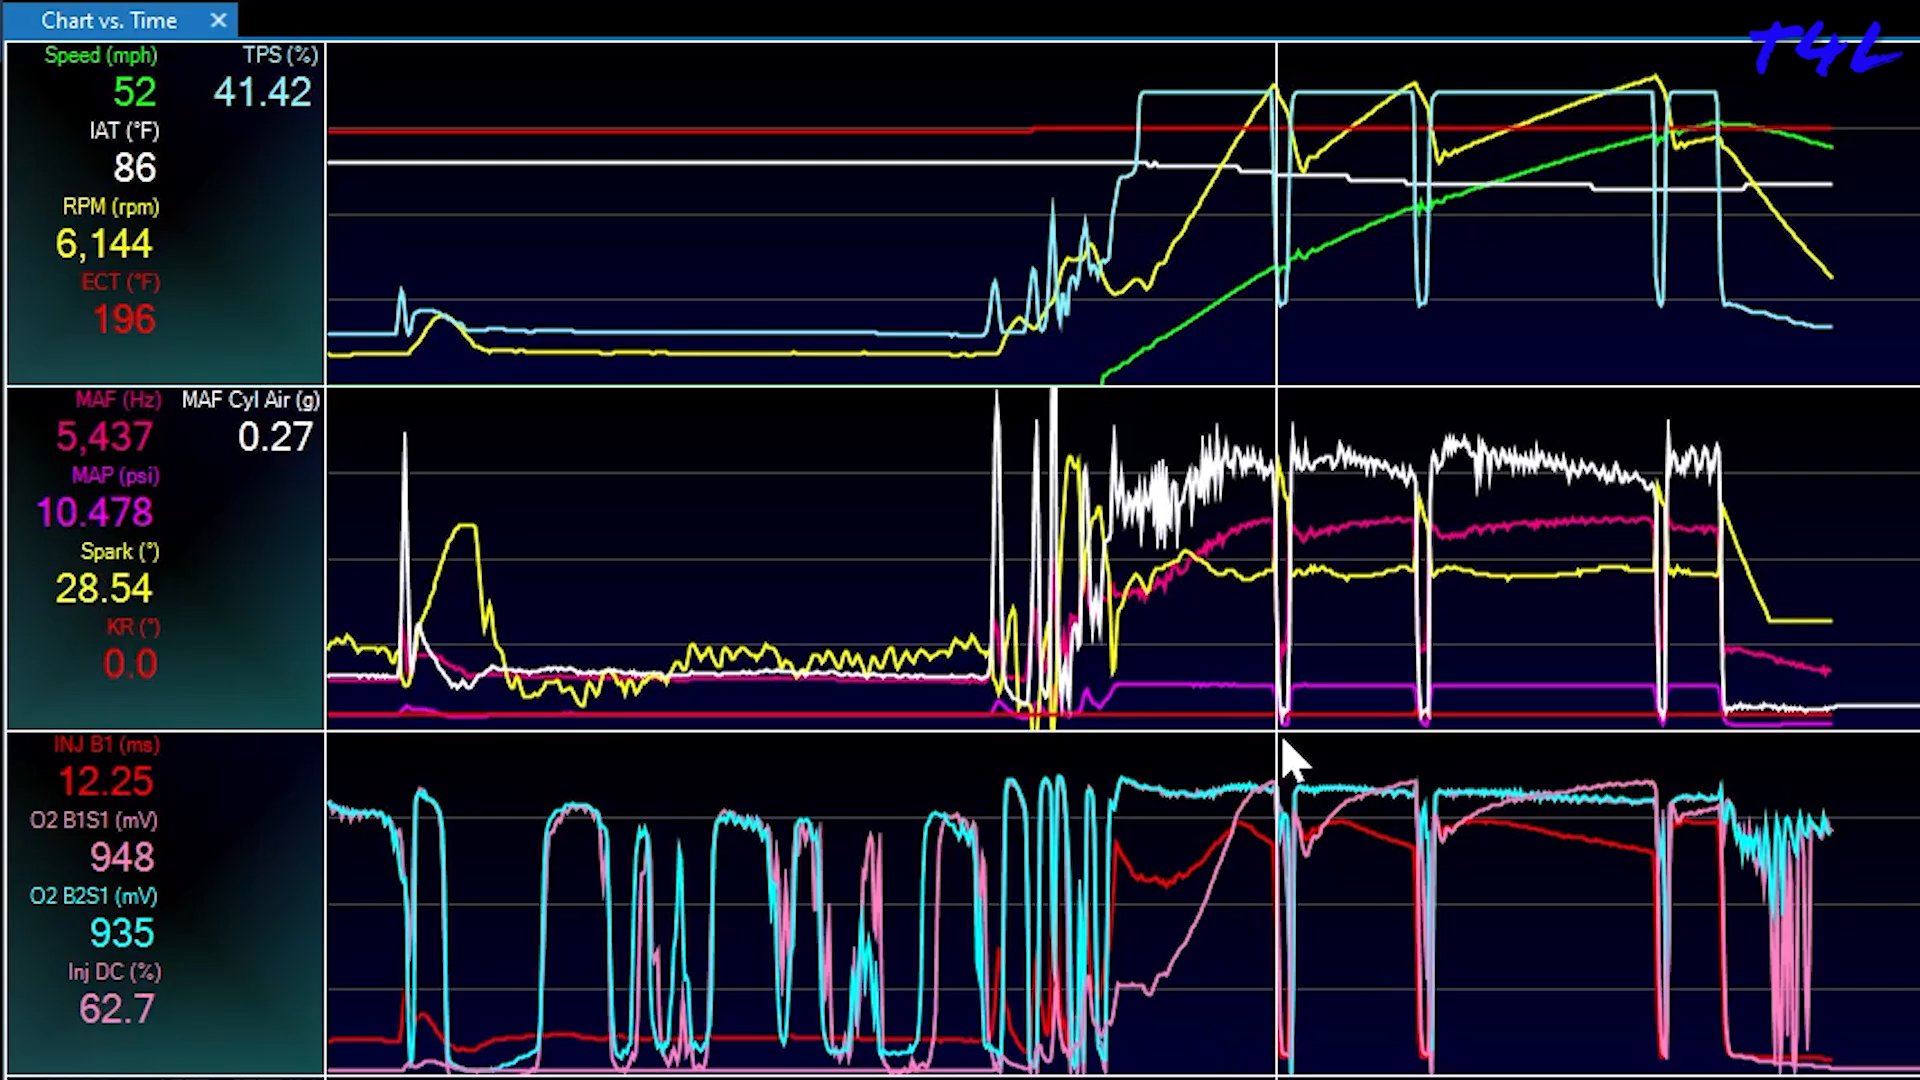 Chart vs. Time
T4L
Speed (mph) TPS (%)
52 41.42
IAT (°F)
86
RPM (rpm)
6,144
ECT (°F)
196
MAF (Hz) MAF Cyl Air (g)
5,437 0.27
MAP (psi)
10.478
Spark (°)
28.54
KR (°)
0.0
INJ B1 (ms)
12.25
O2 B1S1 (mV)
948
O2 B2S1 (mV)
935
Inj DC (%)
62.7